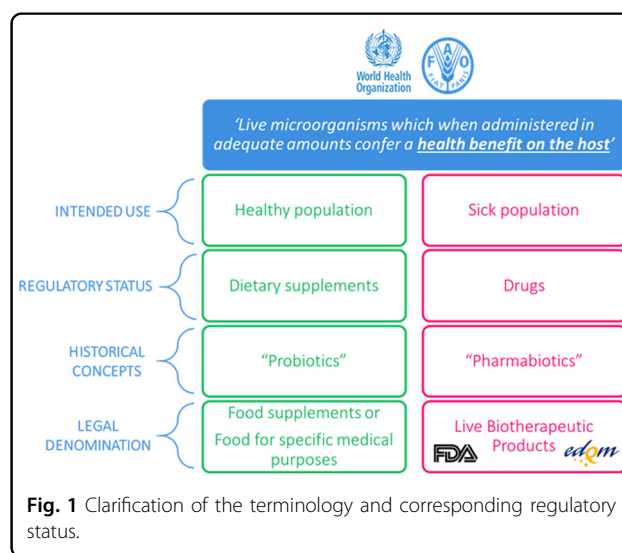 World Health
Organization
F A O
FIAT PANIS
'Live microorganisms which when administered in
adequate amounts confer a health benefit on the host'
INTENDED USE
Healthy population
Sick population
REGULATORY STATUS
Dietary supplements
Drugs
HISTORICAL
CONCEPTS
"Probiotics"
"Pharmabiotics"
LEGAL
DENOMINATION
Food supplements or
Food for specific medical
purposes
Live Biotherapeutic
Products
FDA
edqm
Fig. 1 Clarification of the terminology and corresponding regulatory
status.